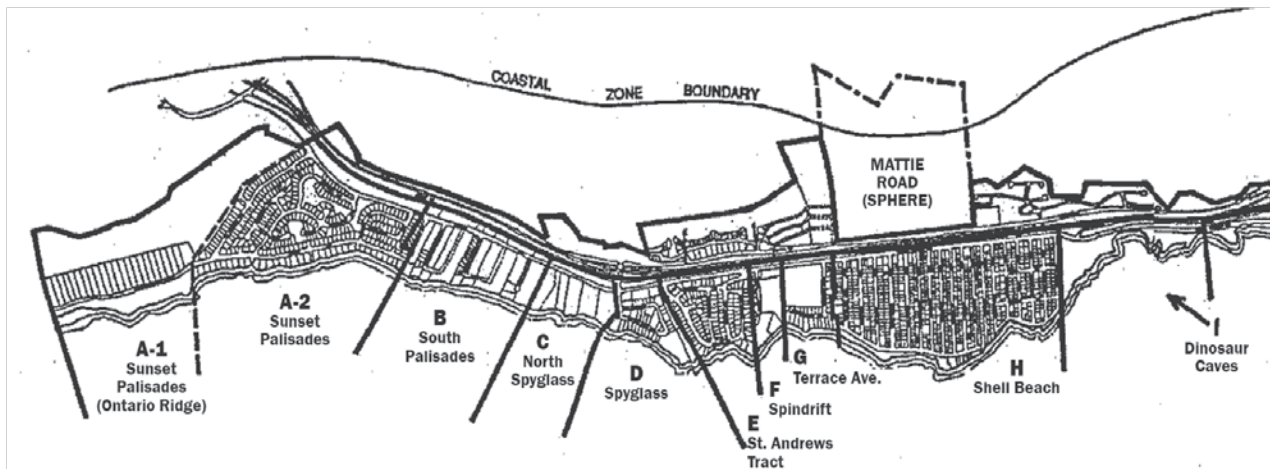 COASTAL ZONE BOUNDARY
MATTIE
ROAD
(SPHERE)
A-1
Sunset
Palisades
(Ontario Ridge)
A-2
Sunset
Palisades
B
South
Palisades
C
North
Spyglass
D
Spyglass
E
St. Andrews
Tract
F
Spindrift
G
Terrace Ave.
H
Shell Beach
I
Dinosaur
Caves